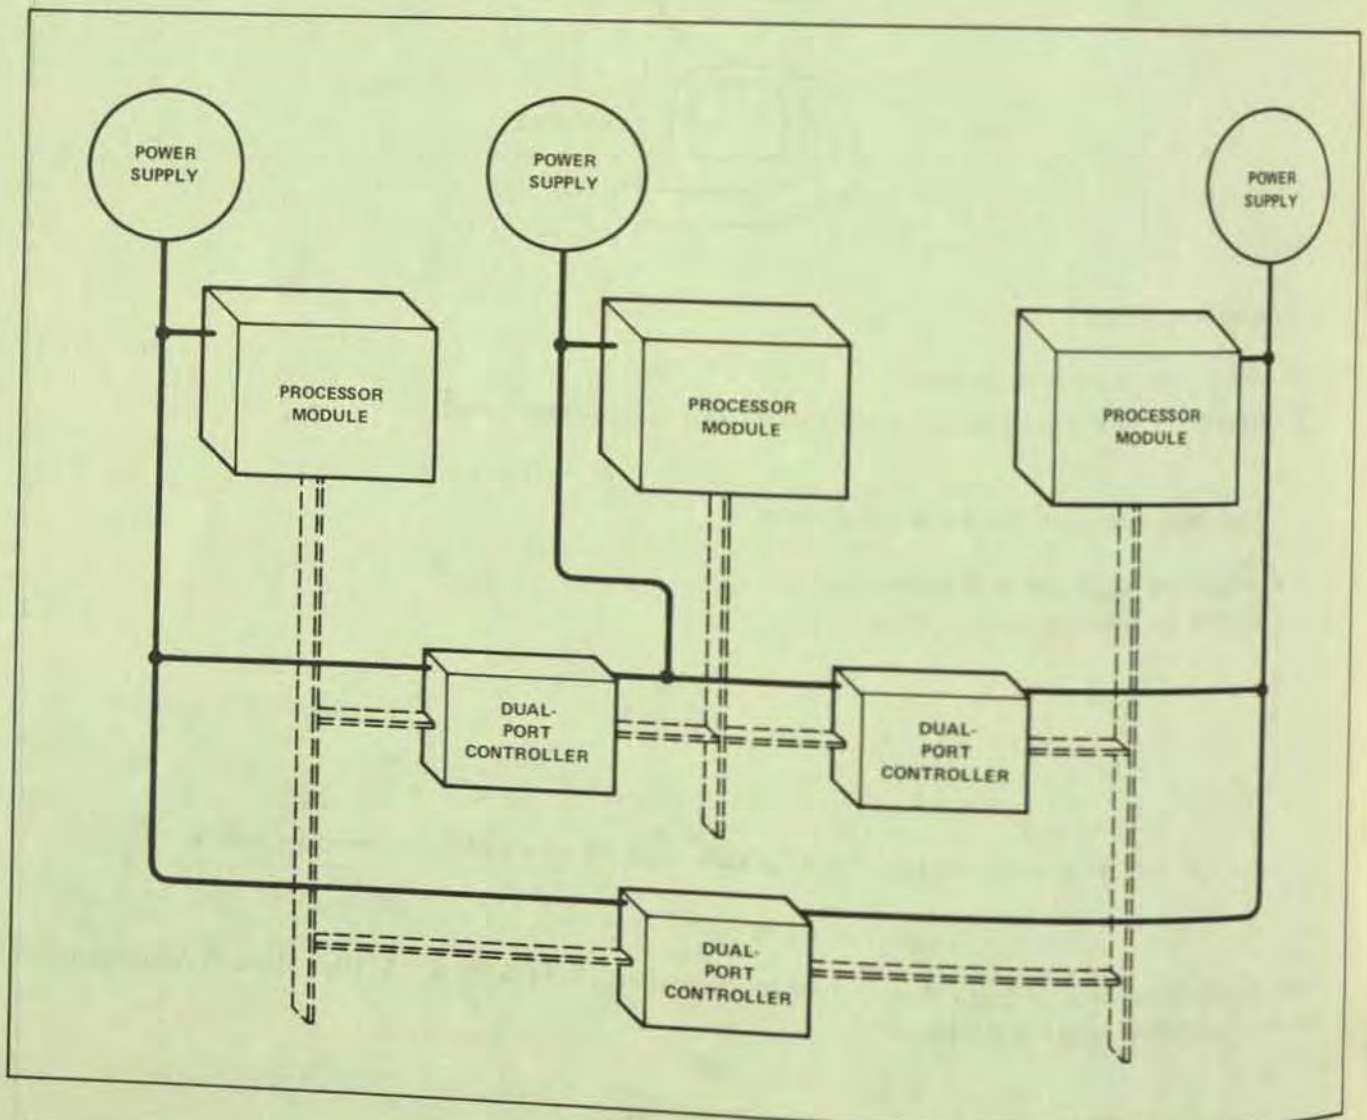 POWER
SUPPLY
POWER
SUPPLY
POWER
SUPPLY
PROCESSOR
MODULE
PROCESSOR
MODULE
PROCESSOR
MODULE
DUAL-
PORT
CONTROLLER
DUAL-
PORT
CONTROLLER
DUAL-
PORT
CONTROLLER